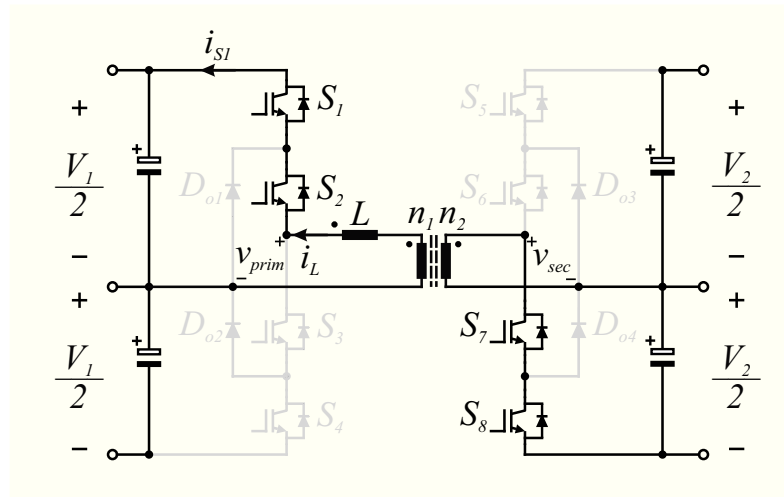 i_S1
+
+
S_1
S_5
+
+
V_1
2
V_2
2
D_o1
S_2
S_6
D_o3
L
n_1 n_2
−
v_prim
+
−
i_L
+
v_sec
−
−
+
+
D_o2
S_3
S_7
D_o4
+
+
V_1
2
V_2
2
S_4
S_8
−
−